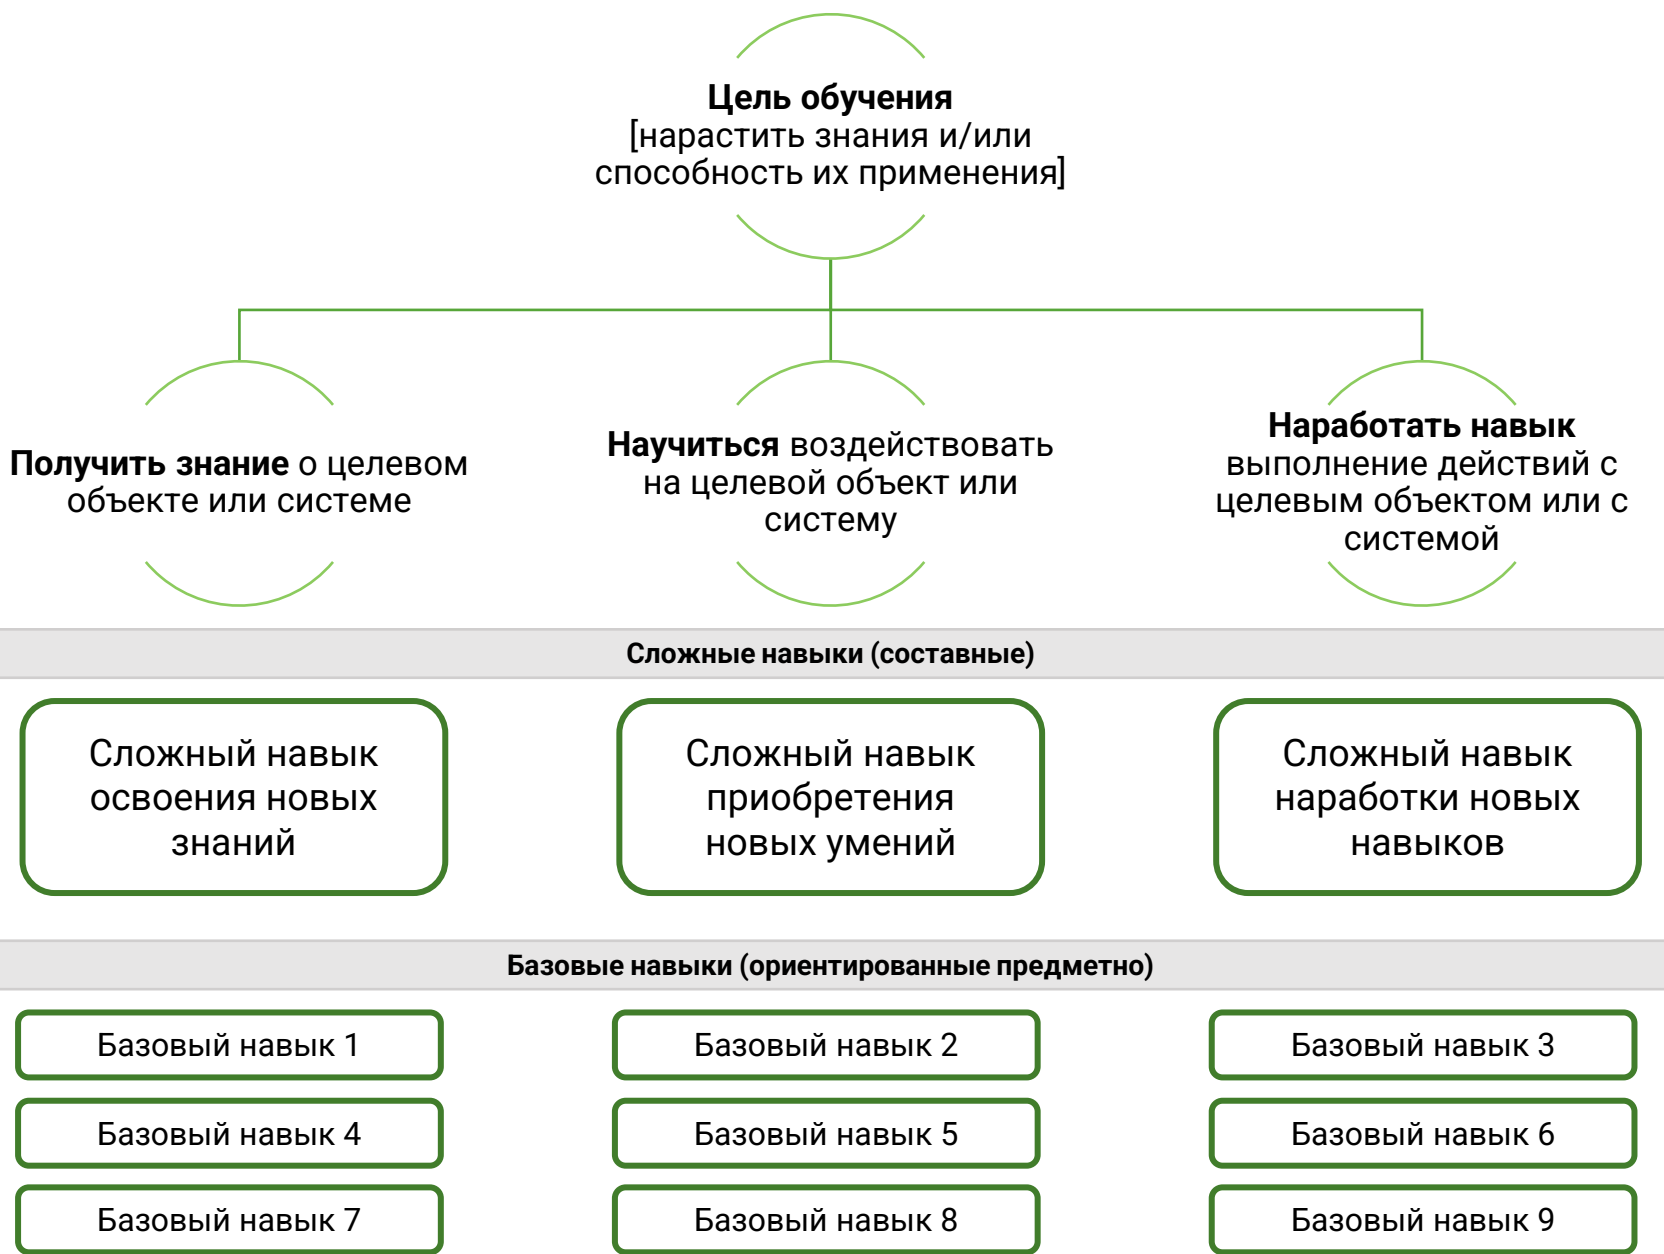 Цель обучения
[нарастить знания и/или
способность их применения]
Получить знание о целевом
объекте или системе
Научиться воздействовать
на целевой объект или
систему
Наработать навык
выполнение действий с
целевым объектом или с
системой
Сложные навыки (составные)
Сложный навык
освоения новых
знаний
Сложный навык
приобретения
новых умений
Сложный навык
наработки новых
навыков
Базовые навыки (ориентированные предметно)
Базовый навык 1
Базовый навык 2
Базовый навык 3
Базовый навык 4
Базовый навык 5
Базовый навык 6
Базовый навык 7
Базовый навык 8
Базовый навык 9